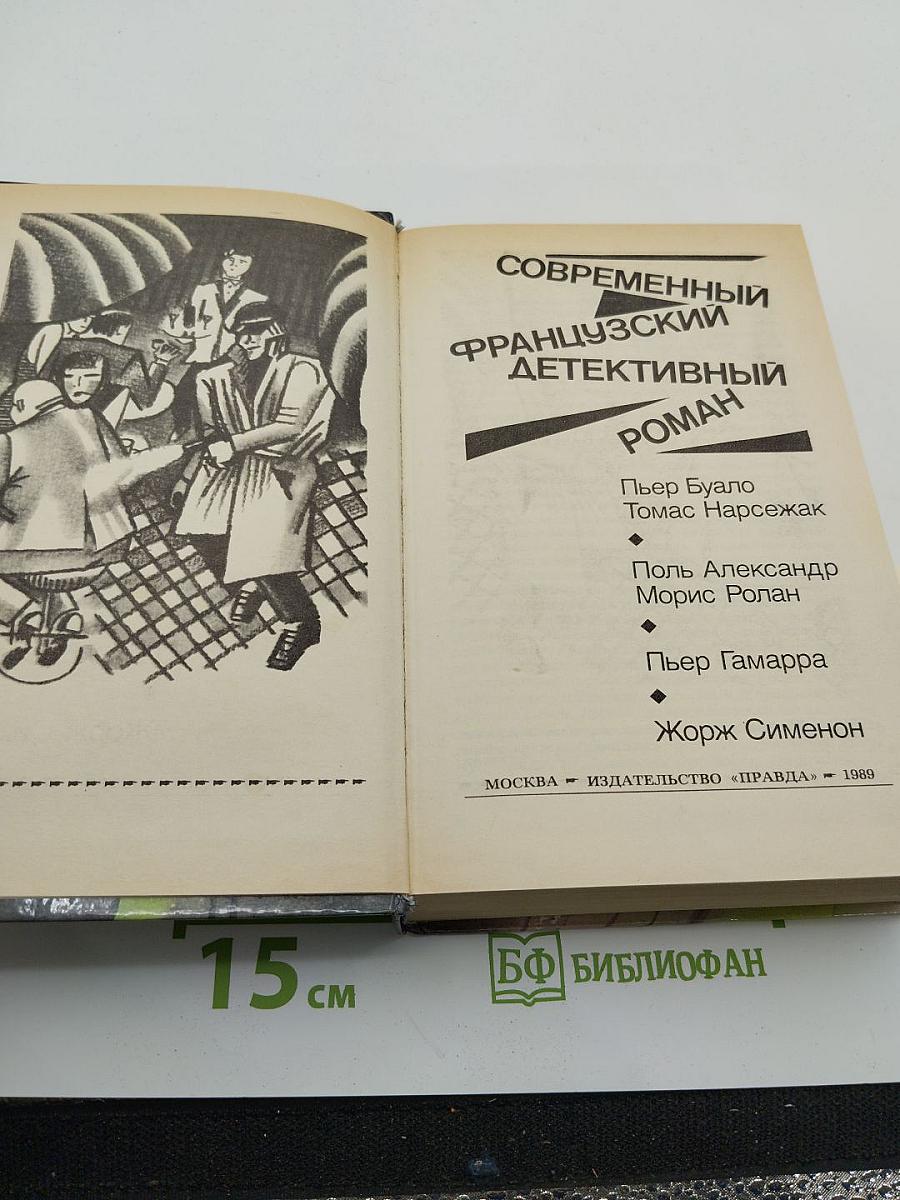 СОВРЕМЕННЫЙ
ФРАНЦУЗСКИЙ
ДЕТЕКТИВНЫЙ
РОМАН
Пьер Буало
Томас Нарсежак
Поль Александр
Морис Ролан
Пьер Гамарра
Жорж Сименон
МОСКВА ИЗДАТЕЛЬСТВО «ПРАВДА» 1989
15 СМ
БФ БИБЛИОФАН